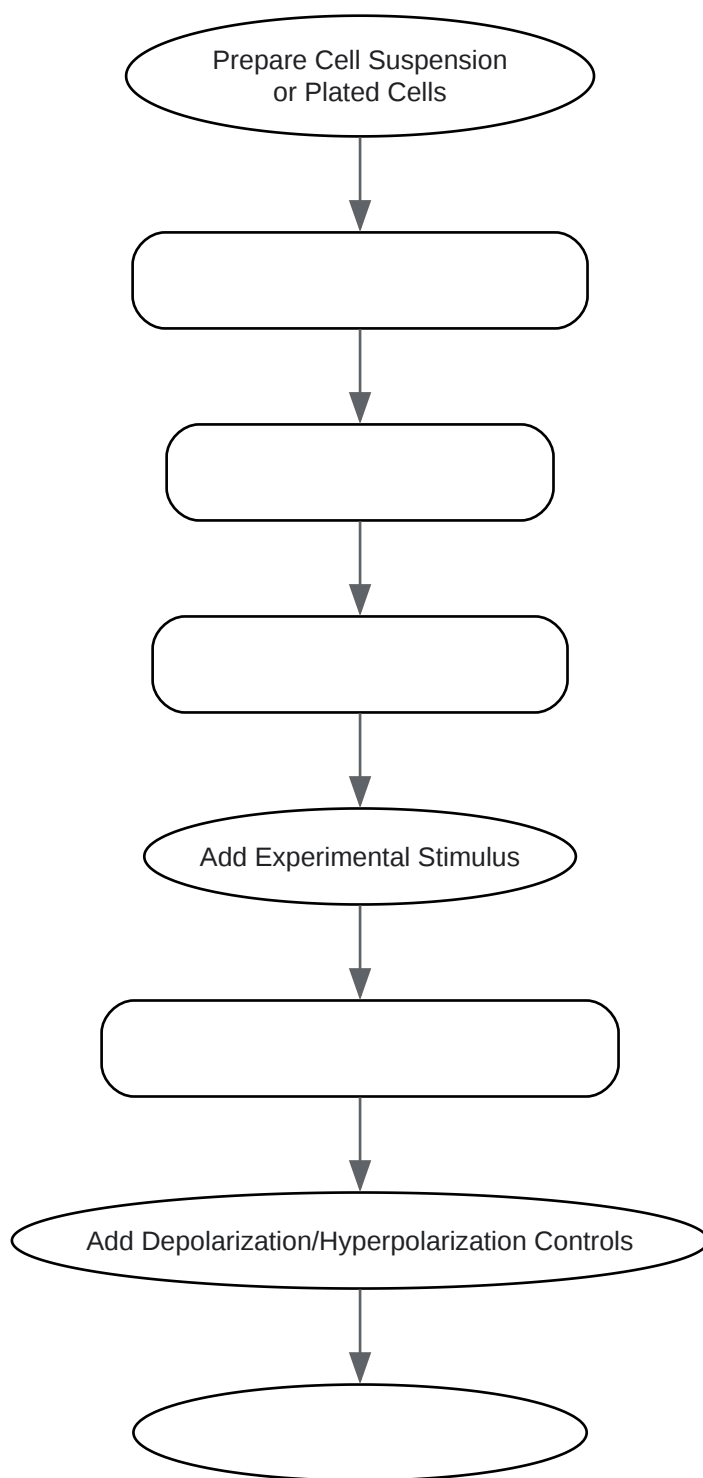 Prepare Cell Suspension
or Plated Cells
Add Experimental Stimulus
Add Depolarization/Hyperpolarization Controls